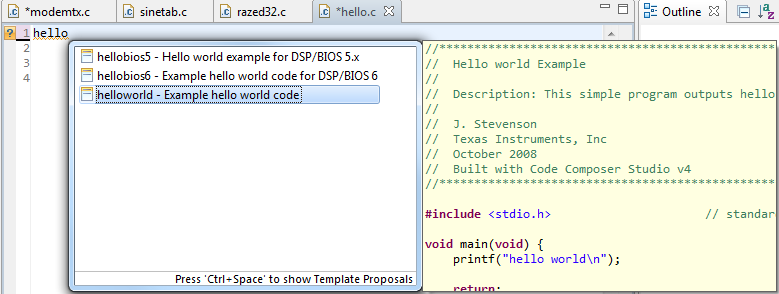 *modemtx.c sinetab.c razed32.c *hello.c Outline
1 hello
2
3
4
hellobios5 - Hello world example for DSP/BIOS 5.x
hellobios6 - Example hello world code for DSP/BIOS 6
helloworld - Example hello world code
Press 'Ctrl+Space' to show Template Proposals
//***************************************************
//  Hello world Example
//
//  Description: This simple program outputs hello
//
//  J. Stevenson
//  Texas Instruments, Inc
//  October 2008
//  Built with Code Composer Studio v4
//***************************************************
#include <stdio.h> // standar
void main(void) {
printf("hello world\n");
return;